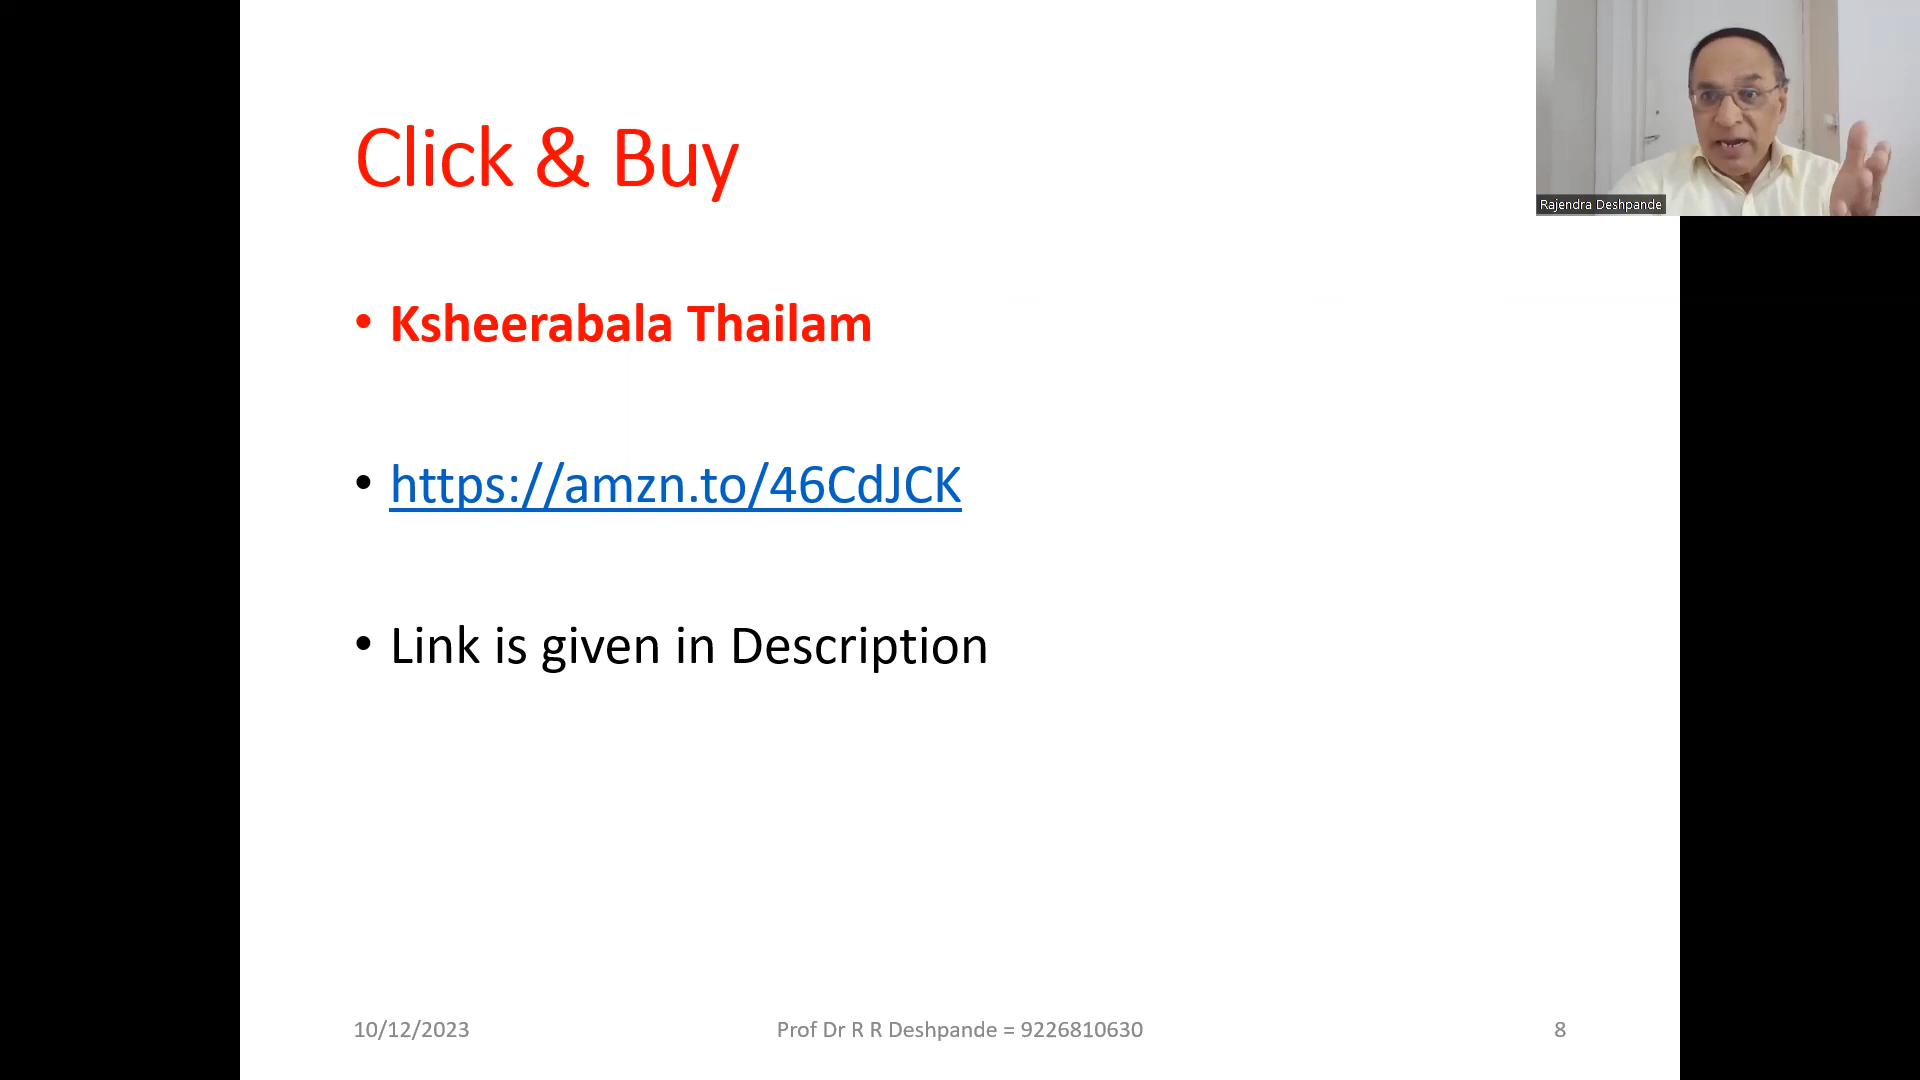 Click & Buy
Rajendra Deshpande
• Ksheerabala Thailam
• https://amzn.to/46CdJCK
• Link is given in Description
10/12/2023
Prof Dr R R Deshpande = 9226810630
8